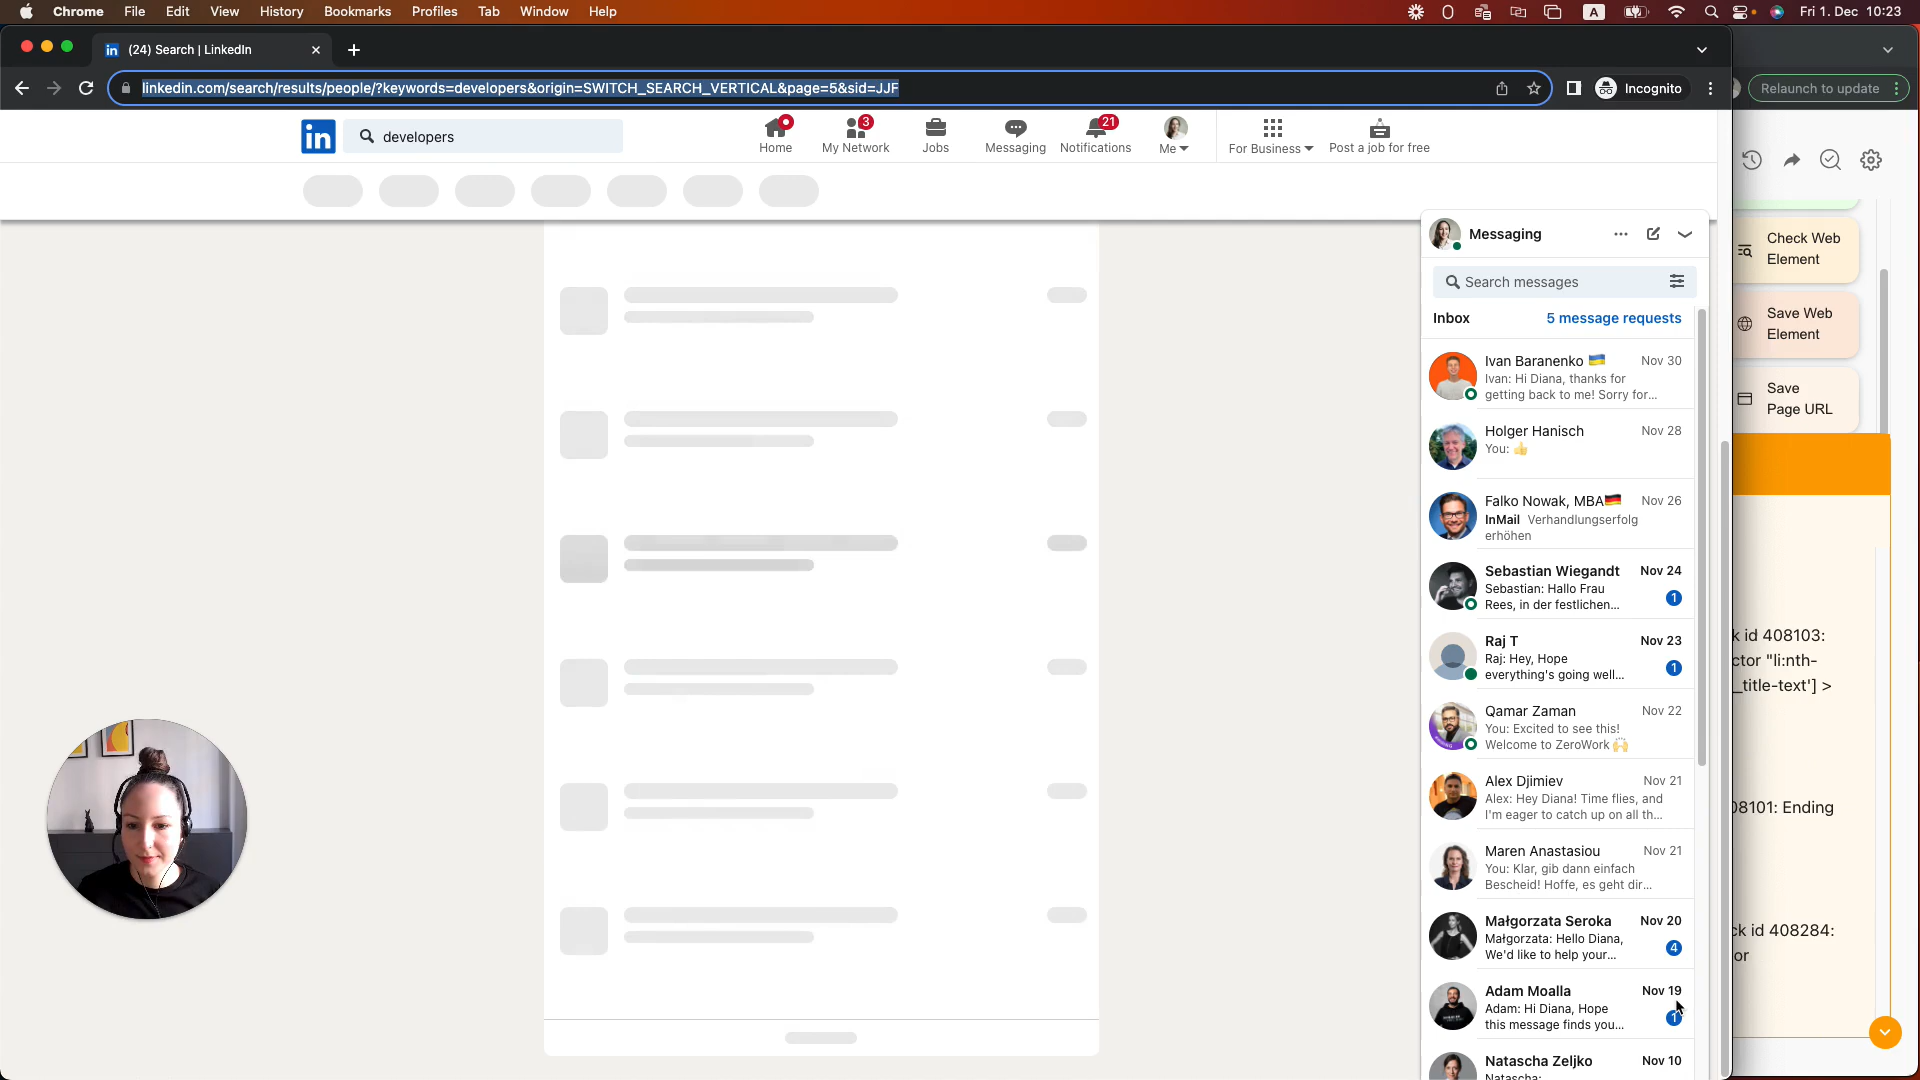 Chrome File Edit View History Bookmarks Profiles Tab Window Help
A
Fri 1. Dec 10:23
in (24) Search | LinkedIn
linkedin.com/search/results/people/?keywords=developers&origin=SWITCH_SEARCH_VERTICAL&page=5&sid=JJF
Incognito
Relaunch to update
in
developers
Home
3
My Network
Jobs
Messaging
21
Notifications
Me
For Business
Post a job for free
Messaging
Search messages
Inbox
5 message requests
Ivan Baranenko Nov 30
Ivan: Hi Diana, thanks for
getting back to me! Sorry for...
Holger Hanisch Nov 28
You: 👍
Falko Nowak, MBA Nov 26
InMail Verhandlungserfolg
erhöhen
Sebastian Wiegandt Nov 24
Sebastian: Hallo Frau
Rees, in der festlichen... 1
Raj T Nov 23
Raj: Hey, Hope
everything's going well... 1
Qamar Zaman Nov 22
You: Excited to see this!
Welcome to ZeroWork 🙌
Alex Djimiev Nov 21
Alex: Hey Diana! Time flies, and
I'm eager to catch up on all th...
Maren Anastasiou Nov 21
You: Klar, gib dann einfach
Bescheid! Hoffe, es geht dir...
Małgorzata Seroka Nov 20
Małgorzata: Hello Diana,
We'd like to help your... 4
Adam Moalla Nov 19
Adam: Hi Diana, Hope
this message finds you... 1
Natascha Zeljko Nov 10
Natascha:
Check Web
Element
Save Web
Element
Save
Page URL
k id 408103:
ctor "li:nth-
_title-text'] >
08101: Ending
ck id 408284:
or